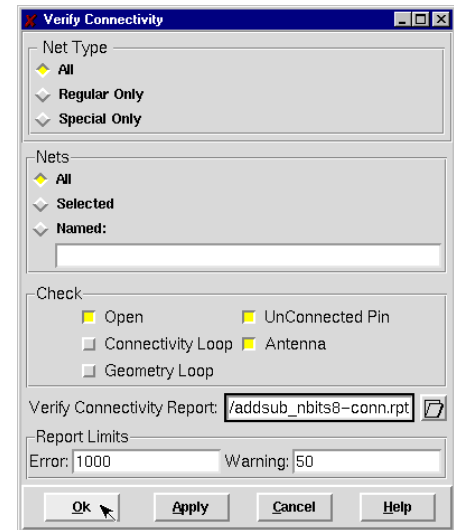 Verify Connectivity
Net Type
All
Regular Only
Special Only
Nets
All
Selected
Named:
Check
Open UnConnected Pin
Connectivity Loop Antenna
Geometry Loop
Verify Connectivity Report: /addsub_nbits8-conn.rpt
Report Limits
Error: 1000 Warning: 50
Ok Apply Cancel Help